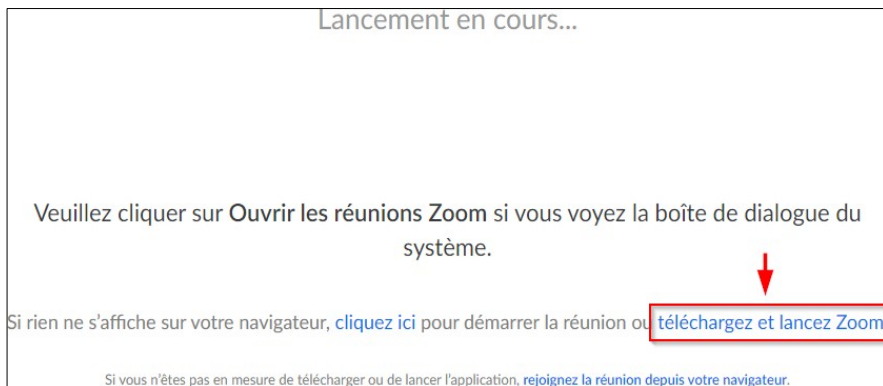 Lancement en cours...
Veuillez cliquer sur Ouvrir les réunions Zoom si vous voyez la boîte de dialogue du
système.
Si rien ne s’affiche sur votre navigateur, cliquez ici pour démarrer la réunion ou téléchargez et lancez Zoom
Si vous n’êtes pas en mesure de télécharger ou de lancer l’application, rejoignez la réunion depuis votre navigateur.